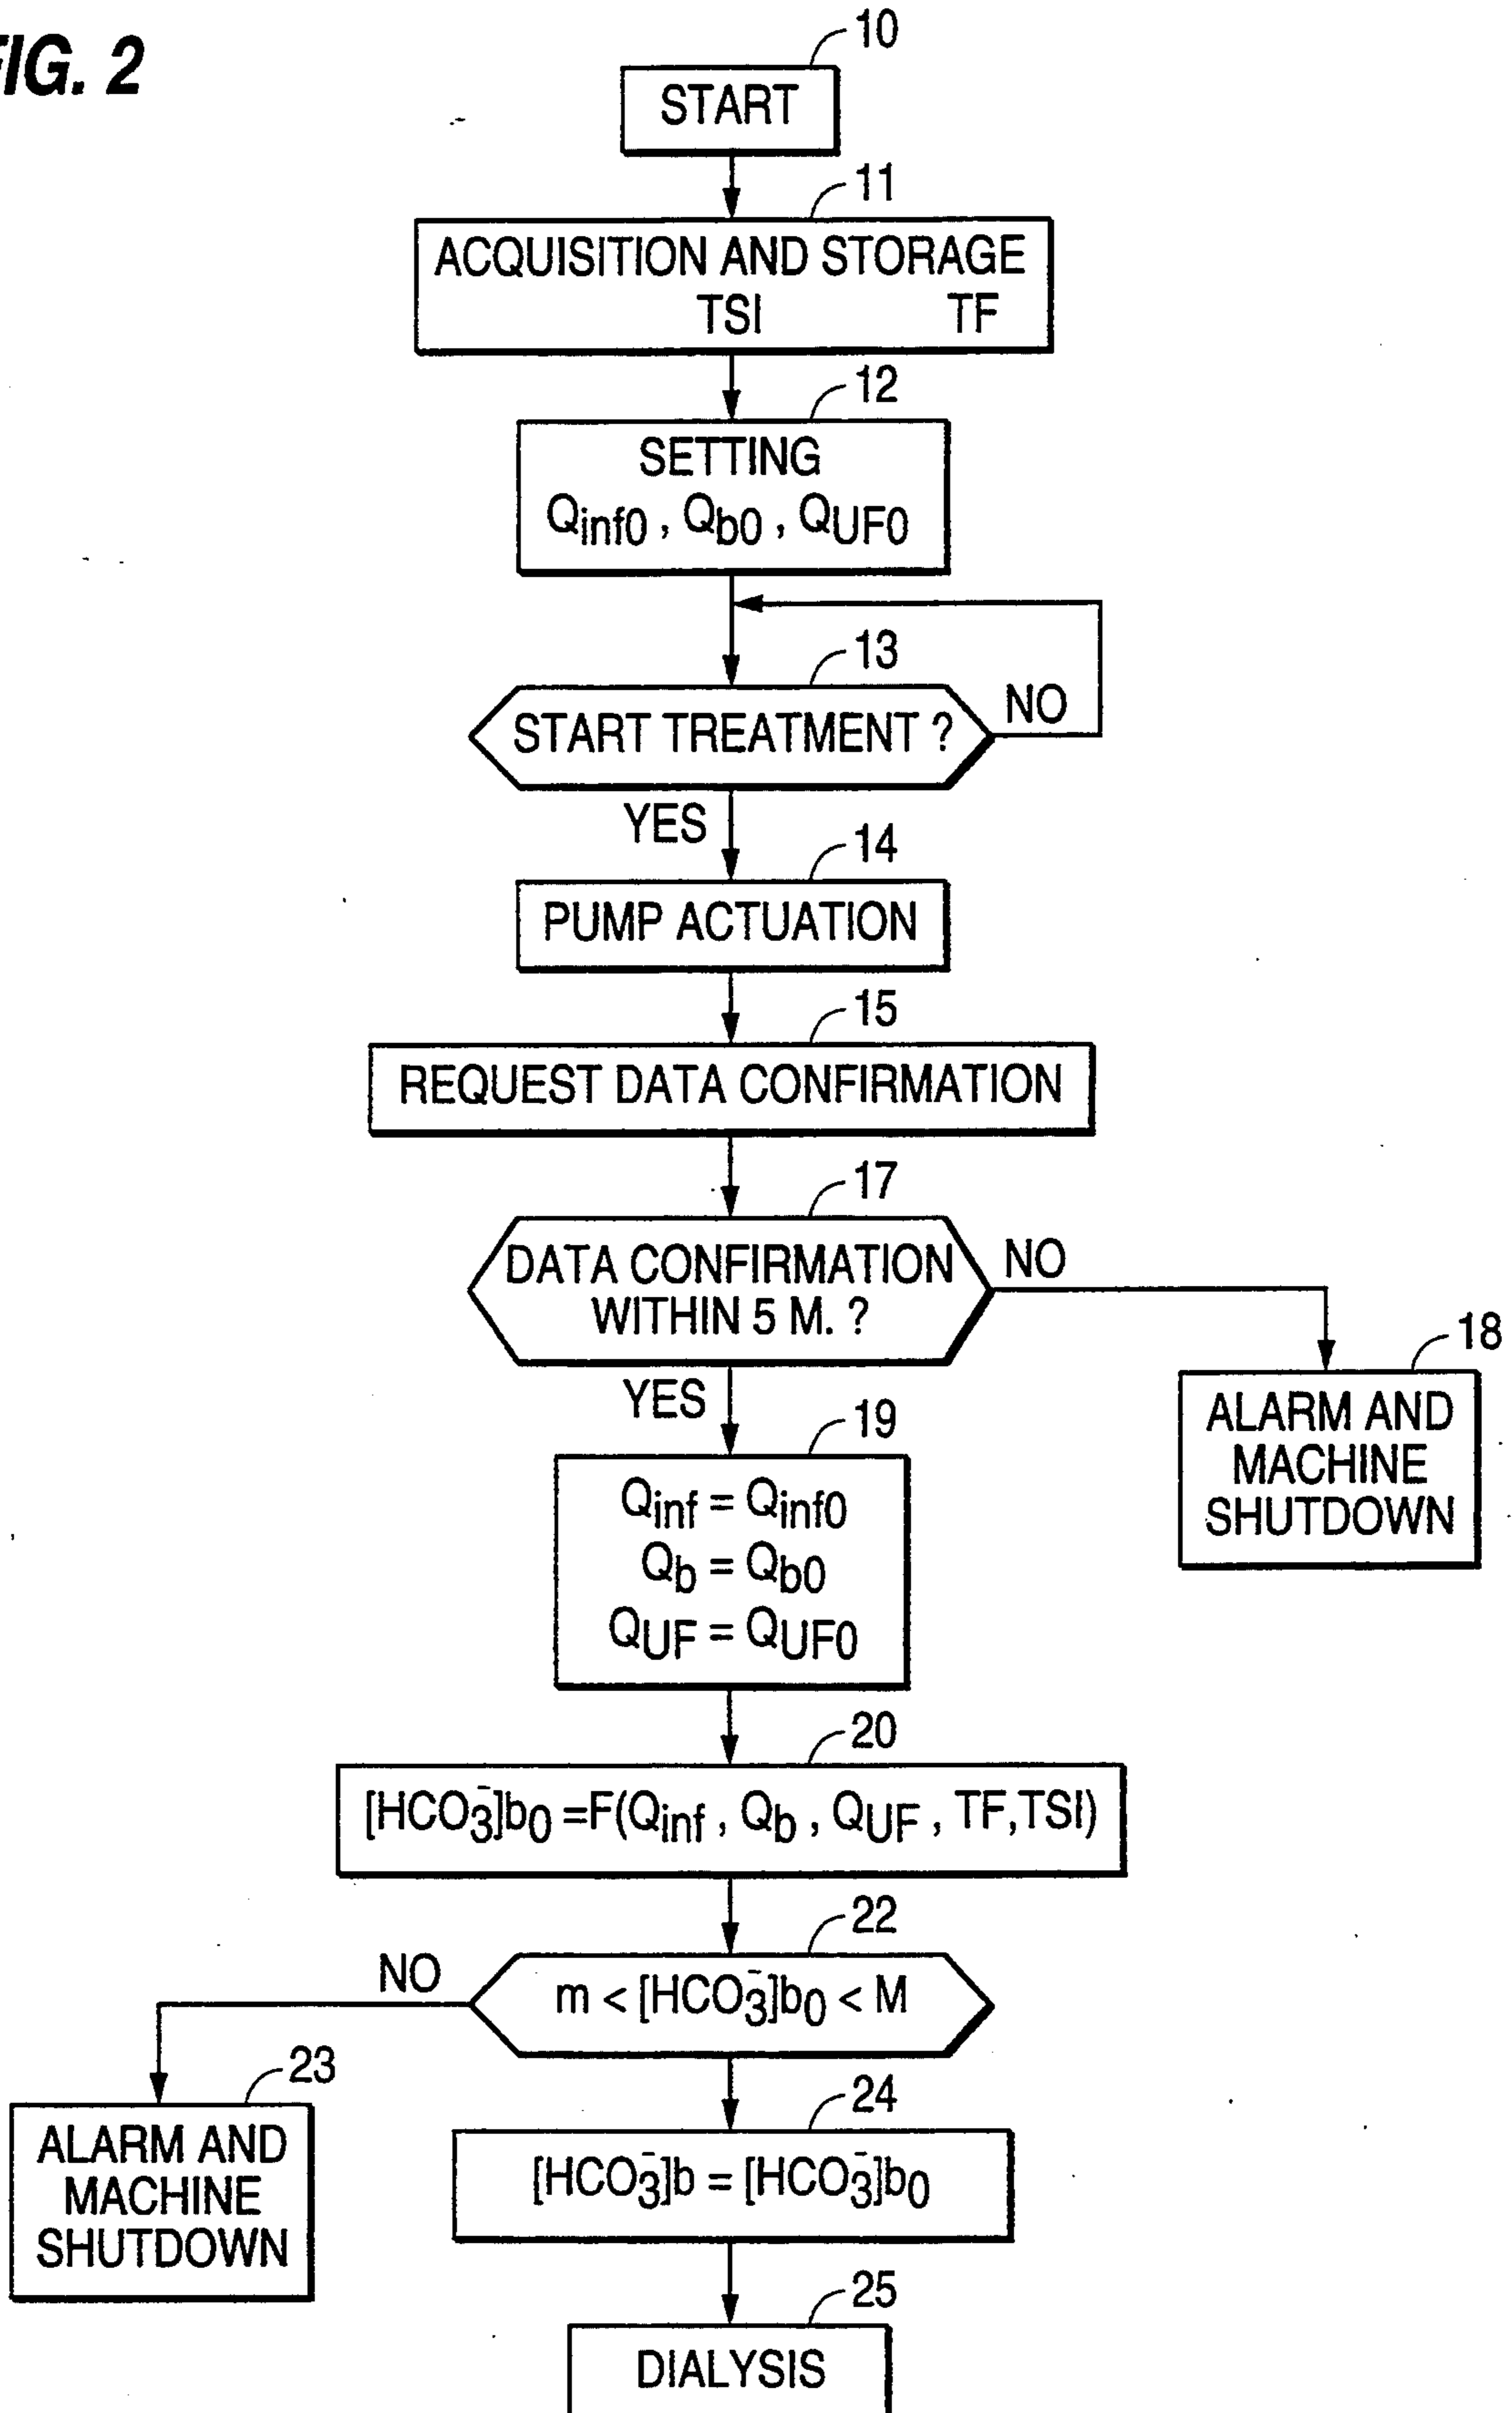 FIG. 2
10
START
11
ACQUISITION AND STORAGE
TSI TF
12
SETTING
Qinf0 , Qb0 , QUF0
13
START TREATMENT ?
NO
YES
14
PUMP ACTUATION
15
REQUEST DATA CONFIRMATION
17
DATA CONFIRMATION
WITHIN 5 M. ?
NO
18
ALARM AND
MACHINE
SHUTDOWN
YES
19
Qinf = Qinf0
Qb = Qb0
QUF = QUF0
20
[HCO3̄]b0 =F(Qinf , Qb , QUF , TF,TSI)
22
NO
m < [HCO3̄]b0 < M
23
ALARM AND
MACHINE
SHUTDOWN
24
[HCO3̄]b = [HCO3̄]b0
25
DIALYSIS